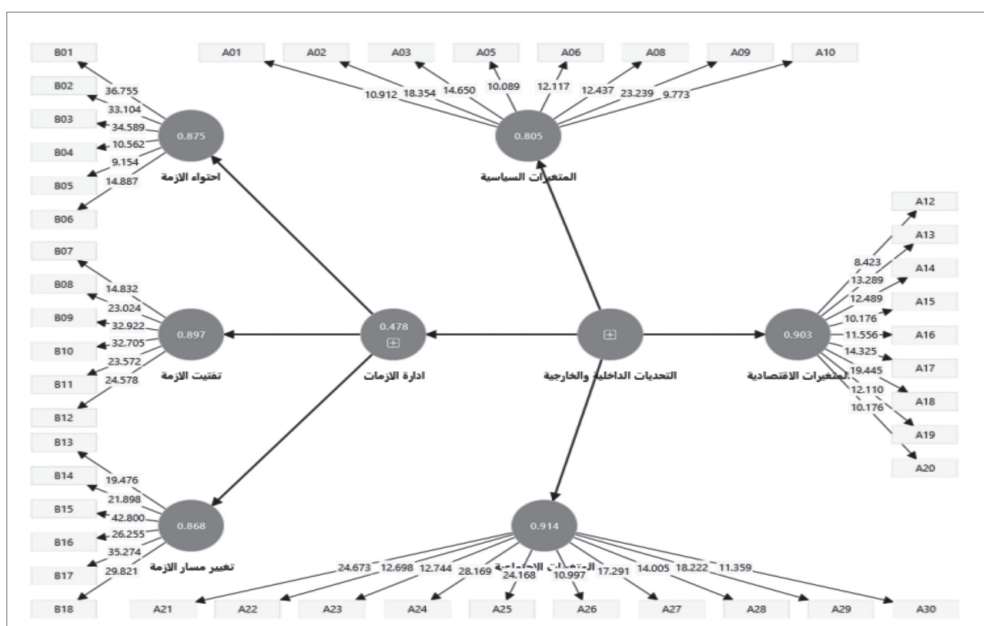 B01
A01
A02
A03
A05
A06
A08
A09
A10
B02
36.755
33.104
10.912
18.354
14.650
10.089
12.117
12.437
23.239
9.773
B03
34.589
B04
10.562
0.875
0.805
B05
9.154
14.887
احتواء الازمة
المتغيرات السياسية
B06
A12
B07
A13
B08
14.832
8.423
A14
13.289
B09
23.024
12.489
A15
32.922
10.176
B10
32.705
0.897
0.478
0.903
11.556
A16
B11
23.572
14.325
A17
24.578
تفتيت الازمة
ادارة الازمات
التحديات الداخلية والخارجية
المتغيرات الاقتصادية
19.445
A18
B12
12.110
B13
10.176
A19
B14
A20
19.476
B15
21.898
42.800
0.868
0.914
B16
26.255
35.274
B17
29.821
تغيير مسار الازمة
24.673
12.698
12.744
28.169
24.168
10.997
17.291
14.005
18.222
11.359
B18
A21
A22
A23
A24
A25
A26
A27
A28
A29
A30